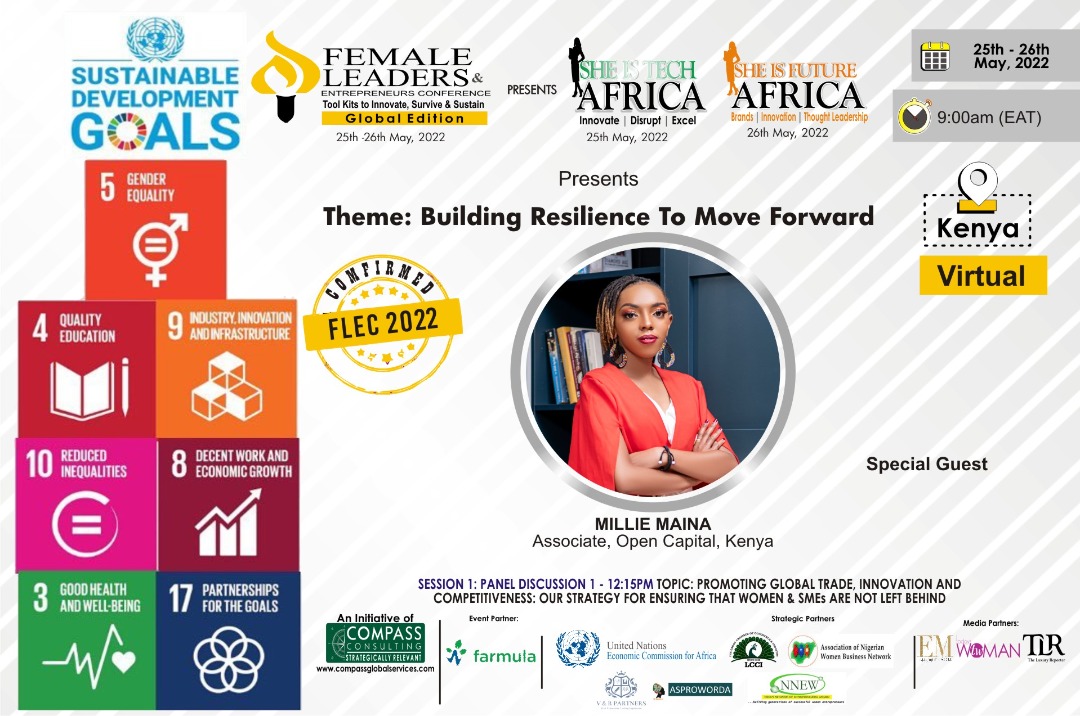 SUSTAINABLE
DEVELOPMENT
GOALS
FEMALE
LEADERS &
ENTREPRENEURS CONFERENCE
Tool Kits to Innovate, Survive & Sustain
Global Edition
25th -26th May, 2022
PRESENTS
SHE IS TECH
AFRICA
Innovate | Disrupt | Excel
25th May, 2022
SHE IS FUTURE
AFRICA
Brands | Innovation | Thought Leadership
26th May, 2022
25th - 26th
May, 2022
9:00am (EAT)
Kenya
Virtual
Presents
Theme: Building Resilience To Move Forward
CONFIRMED
FLEC 2022
5 GENDER
EQUALITY
4 QUALITY
EDUCATION
9 INDUSTRY, INNOVATION
AND INFRASTRUCTURE
10 REDUCED
INEQUALITIES
8 DECENT WORK AND
ECONOMIC GROWTH
3 GOOD HEALTH
AND WELL-BEING
17 PARTNERSHIPS
FOR THE GOALS
Special Guest
MILLIE MAINA
Associate, Open Capital, Kenya
SESSION 1: PANEL DISCUSSION 1 - 12:15PM TOPIC: PROMOTING GLOBAL TRADE, INNOVATION AND
COMPETITIVENESS: OUR STRATEGY FOR ENSURING THAT WOMEN & SMEs ARE NOT LEFT BEHIND
An Initiative of
COMPASS
CONSULTING
STRATEGICALLY RELEVANT
www.compassglobalservices.com
Event Partner:
farmula
Strategic Partners
United Nations
Economic Commission for Africa
LCCI
Association of Nigerian
Women Business Network
V & R PARTNERS
ASPROWORDA
NNEW
Media Partners:
EM
WOMAN
TLR
The Luxury Reporter